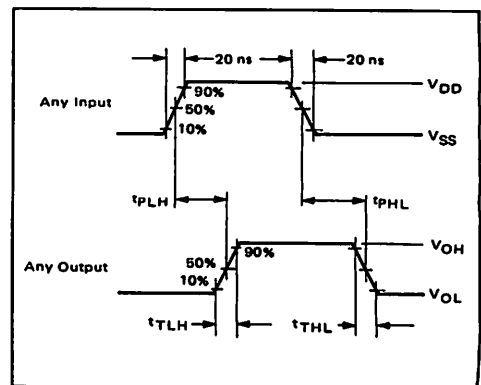 20 ns
20 ns
Any Input
90%
50%
10%
VDD
VSS
tPLH
tPHL
Any Output
50%
10%
90%
VOH
VOL
tTLH
tTHL